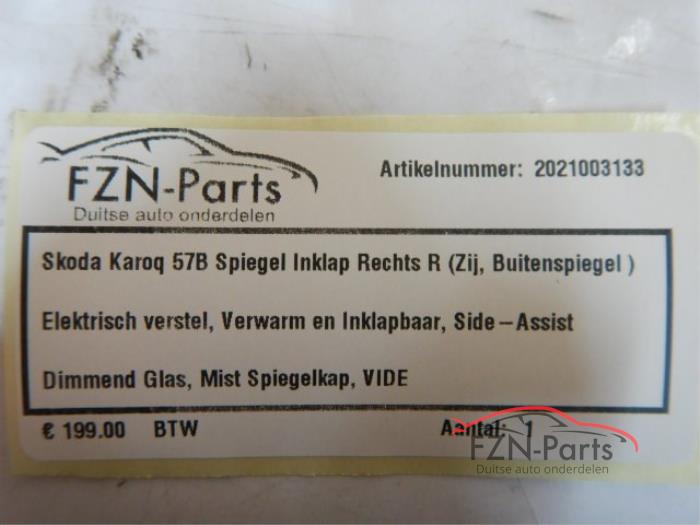 FZN-Parts
Duitse auto onderdelen
Artikelnummer: 2021003133
Skoda Karoq 57B Spiegel Inklap Rechts R (Zij, Buitenspiegel )
Elektrisch verstel, Verwarm en Inklapbaar, Side-Assist
Dimmend Glas, Mist Spiegelkap, VIDE
€ 199.00 BTW Aantal: 1
FZN-Parts
Duitse auto onderdelen